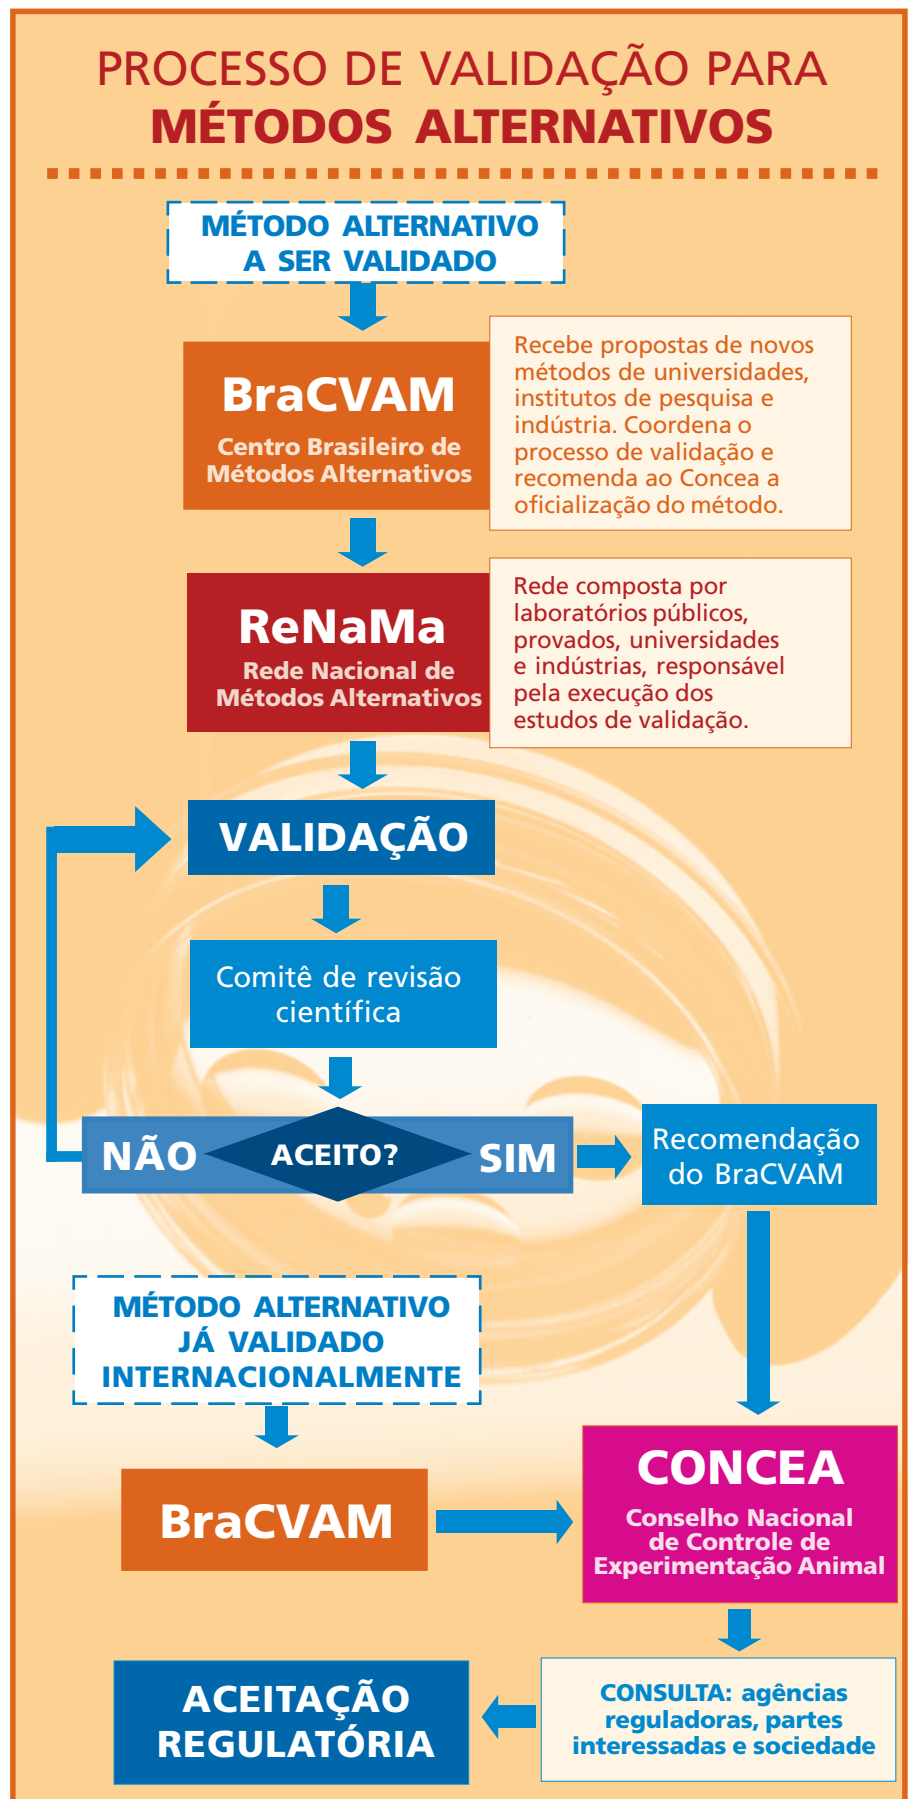 PROCESSO DE VALIDAÇÃO PARA
MÉTODOS ALTERNATIVOS
MÉTODO ALTERNATIVO
A SER VALIDADO
BraCVAM
Centro Brasileiro de
Métodos Alternativos
Recebe propostas de novos
métodos de universidades,
institutos de pesquisa e
indústria. Coordena o
processo de validação e
recomenda ao Concea a
oficialização do método.
ReNaMa
Rede Nacional de
Métodos Alternativos
Rede composta por
laboratórios públicos,
provados, universidades
e indústrias, responsável
pela execução dos
estudos de validação.
VALIDAÇÃO
Comitê de revisão
científica
NÃO
ACEITO?
SIM
Recomendação
do BraCVAM
MÉTODO ALTERNATIVO
JÁ VALIDADO
INTERNACIONALMENTE
BraCVAM
CONCEA
Conselho Nacional
de Controle de
Experimentação Animal
CONSULTA: agências
reguladoras, partes
interessadas e sociedade
ACEITAÇÃO
REGULATÓRIA